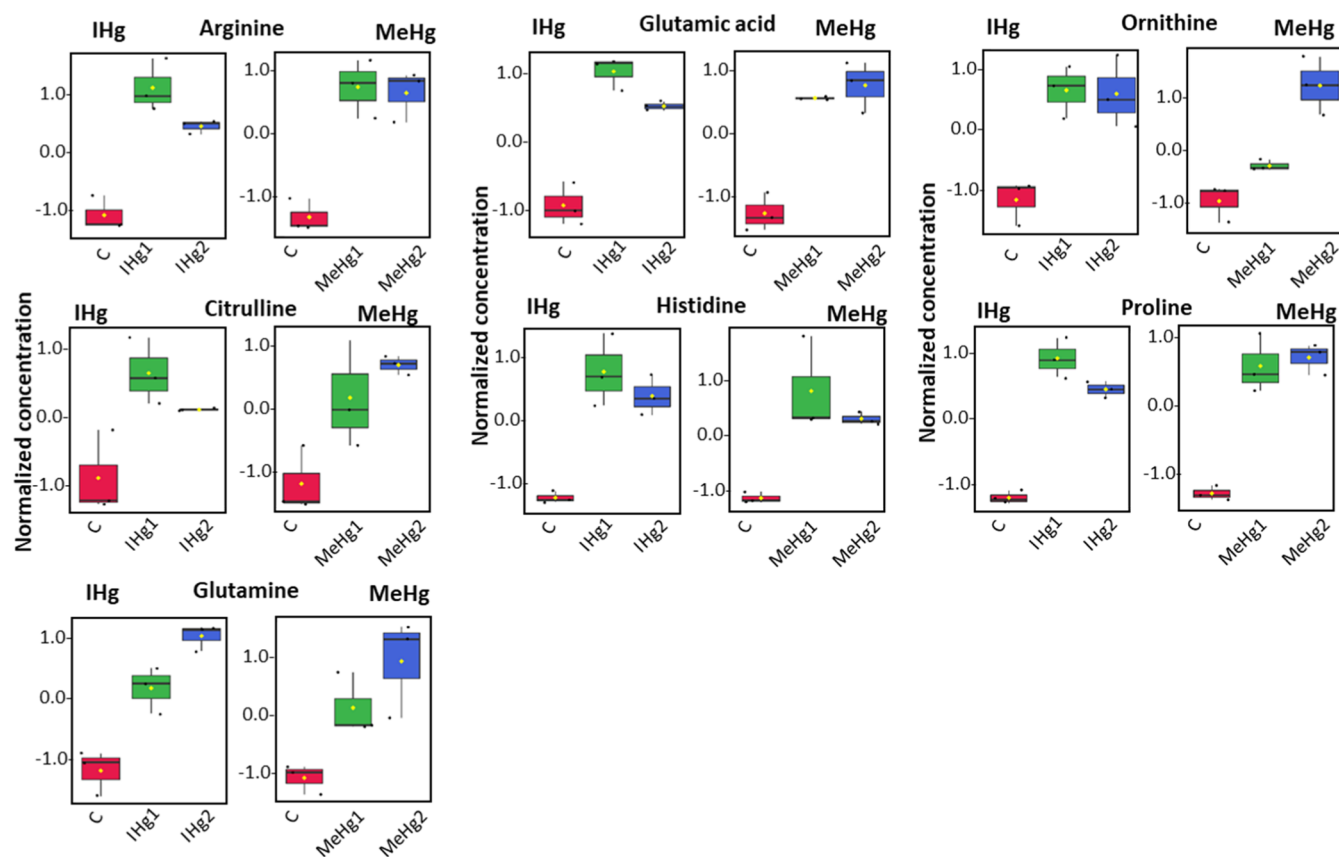 IHg Arginine MeHg
1.0
0.0
-1.0
C IHg1 IHg2
1.0
0.0
-1.0
C MeHg1 MeHg2
IHg Glutamic acid MeHg
1.0
0.0
-1.0
C IHg1 IHg2
1.0
0.0
-1.0
C MeHg1 MeHg2
IHg Ornithine MeHg
1.0
0.0
-1.0
C IHg1 IHg2
1.0
0.0
-1.0
C MeHg1 MeHg2
Normalized concentration
IHg Citrulline MeHg
1.0
0.0
-1.0
C IHg1 IHg2
1.0
0.0
-1.0
C MeHg1 MeHg2
Normalized concentration
IHg Histidine MeHg
1.0
0.0
-1.0
C IHg1 IHg2
1.0
0.0
-1.0
C MeHg1 MeHg2
Normalized concentration
IHg Proline MeHg
1.0
0.0
-1.0
C IHg1 IHg2
1.0
0.0
-1.0
C MeHg1 MeHg2
IHg Glutamine MeHg
1.0
0.0
-1.0
C IHg1 IHg2
1.0
0.0
-1.0
C MeHg1 MeHg2